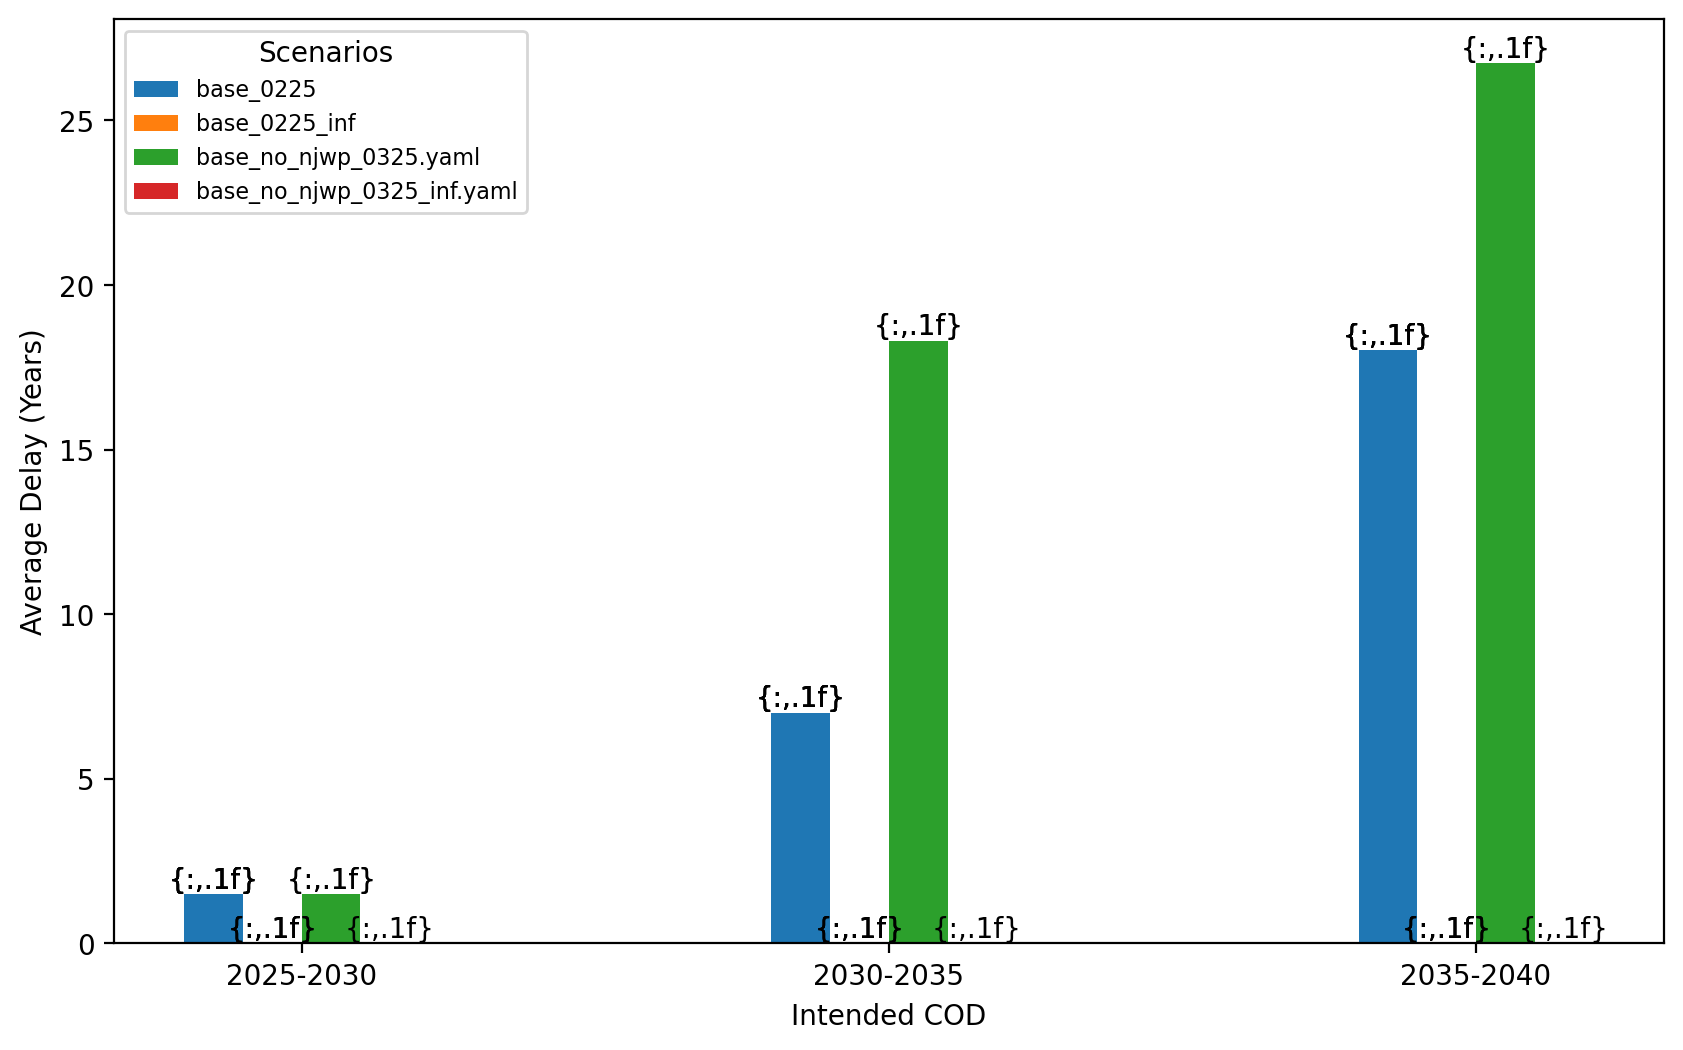 Scenarios
base_0225
base_0225_inf
base_no_njwp_0325.yaml
base_no_njwp_0325_inf.yaml
Average Delay (Years)
25
20
15
10
5
0
{:,.1f}
{:,.1f}
{:,.1f}
{:,.1f}
{:,.1f}
{:,.1f}
{:,.1f}
{:,.1f}
{:,.1f}
{:,.1f}
{:,.1f}
{:,.1f}
2025-2030
2030-2035
2035-2040
Intended COD